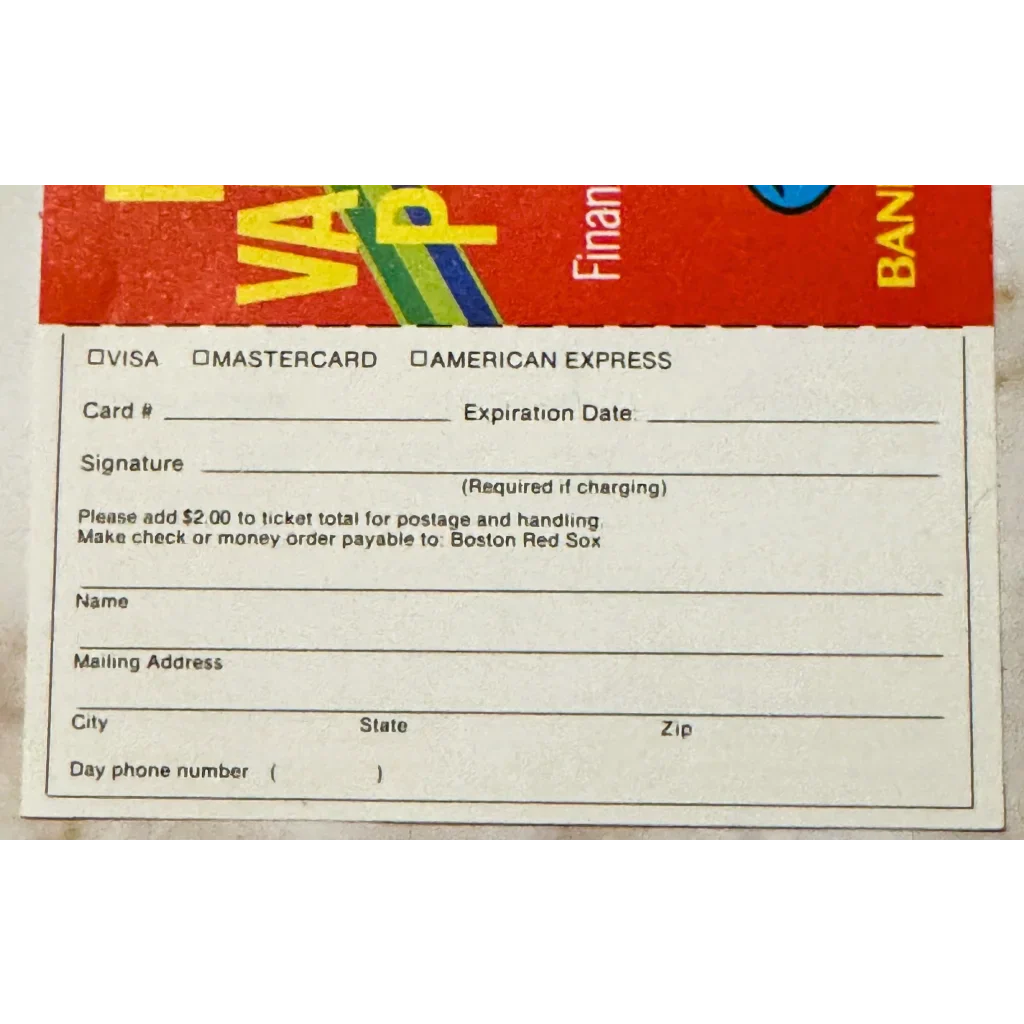 VA
P
Finan
BAN
☐VISA ☐MASTERCARD ☐AMERICAN EXPRESS
Card # Expiration Date:
Signature
(Required if charging)
Please add $2.00 to ticket total for postage and handling.
Make check or money order payable to: Boston Red Sox
Name
Mailing Address
City State Zip
Day phone number ( )